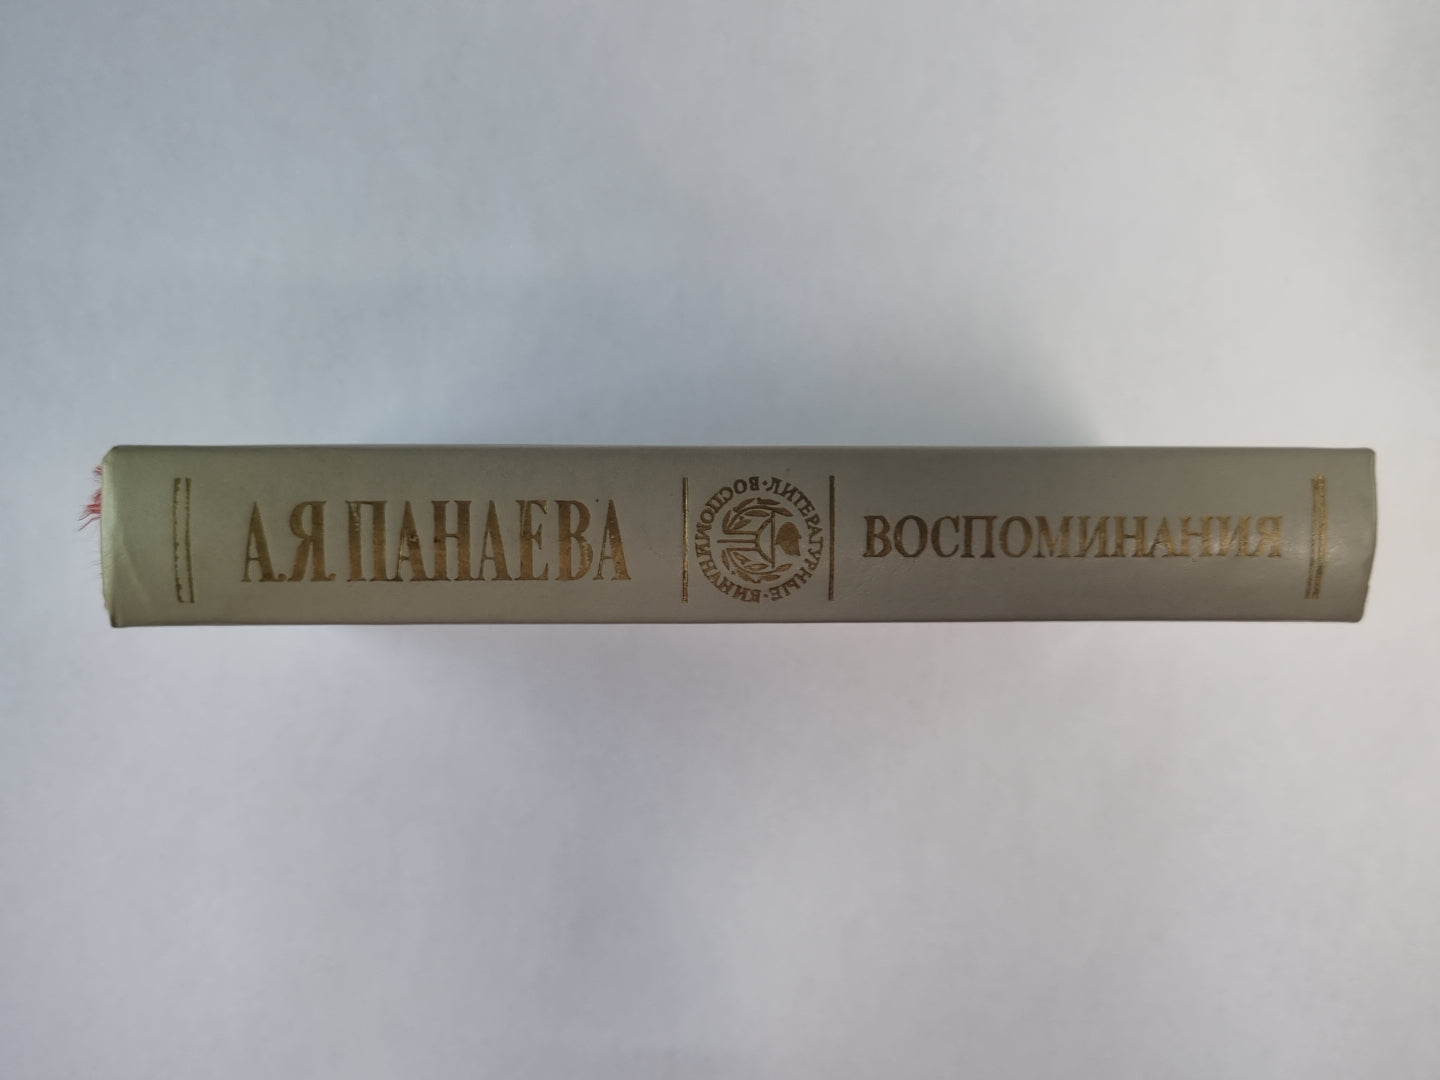 А.Я ПАНАЕВА
ЛИТЕРАТУРНЫЕ · ВОСПОМИНАНИЯ ·
ВОСПОМИНАНИЯ